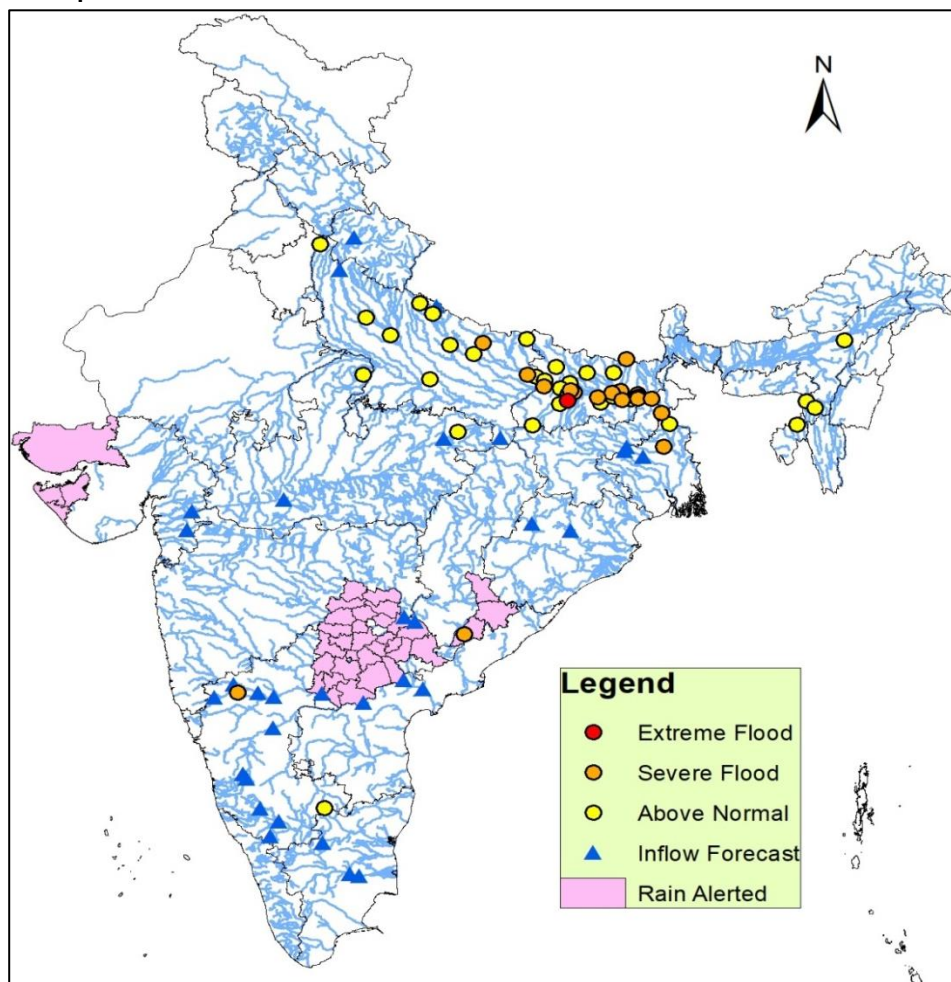 N
Legend
Extreme Flood
Severe Flood
Above Normal
Inflow Forecast
Rain Alerted